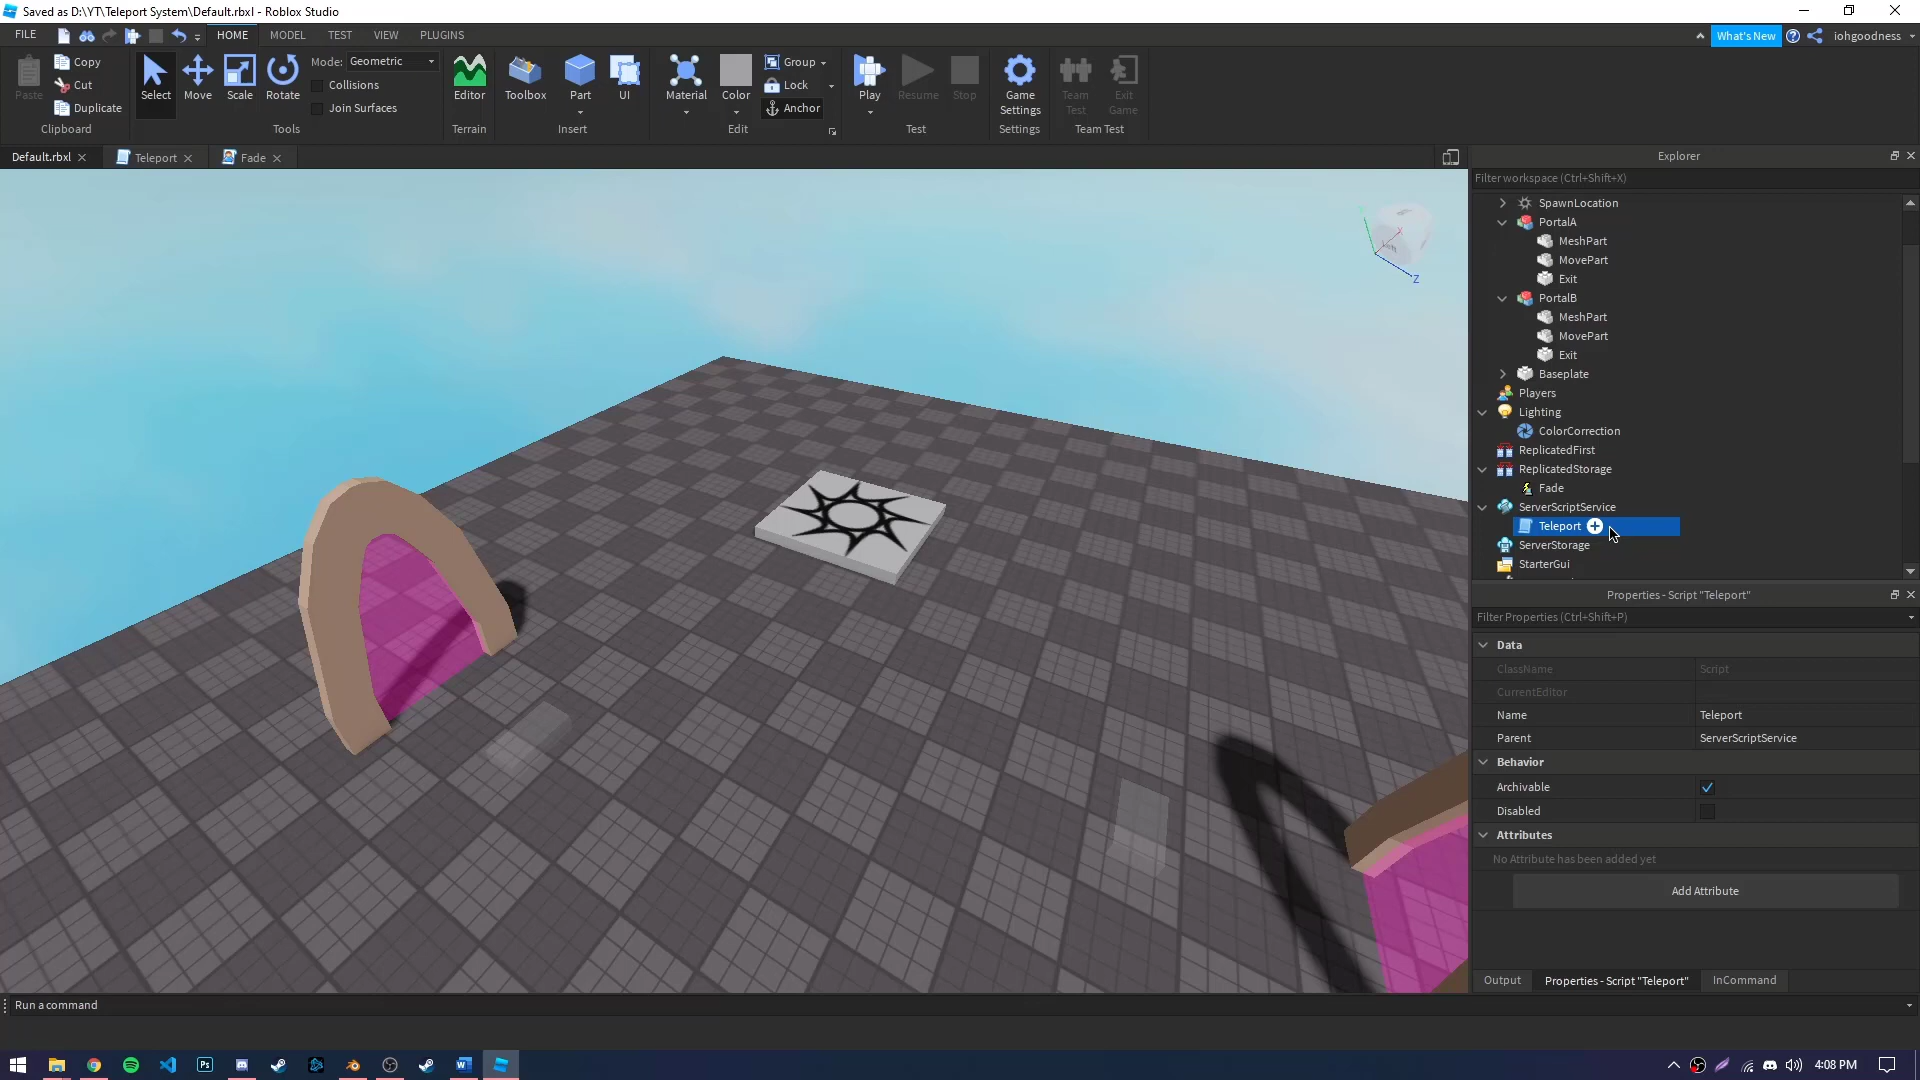 Saved as D:\YT\Teleport System\Default.rbxl - Roblox Studio
FILE HOME MODEL TEST VIEW PLUGINS What's New iohgoodness
Paste Copy Cut Duplicate Clipboard
Select Move Scale Rotate Mode: Geometric Collisions Join Surfaces Tools
Editor Terrain
Toolbox Part UI Insert
Material Color Group Lock Anchor Edit
Play Resume Stop Test
Game Settings Settings
Team Test Exit Game Team Test
Default.rbxl Teleport Fade
Explorer
Filter workspace (Ctrl+Shift+X)
SpawnLocation
PortalA
MeshPart
MovePart
Exit
PortalB
MeshPart
MovePart
Exit
Baseplate
Players
Lighting
ColorCorrection
ReplicatedFirst
ReplicatedStorage
Fade
ServerScriptService
Teleport
ServerStorage
StarterGui
Z
Properties - Script "Teleport"
Filter Properties (Ctrl+Shift+P)
Data
ClassName Script
CurrentEditor
Name Teleport
Parent ServerScriptService
Behavior
Archivable
Disabled
Attributes
No Attribute has been added yet
Add Attribute
Output Properties - Script "Teleport" InCommand
Run a command
4:08 PM